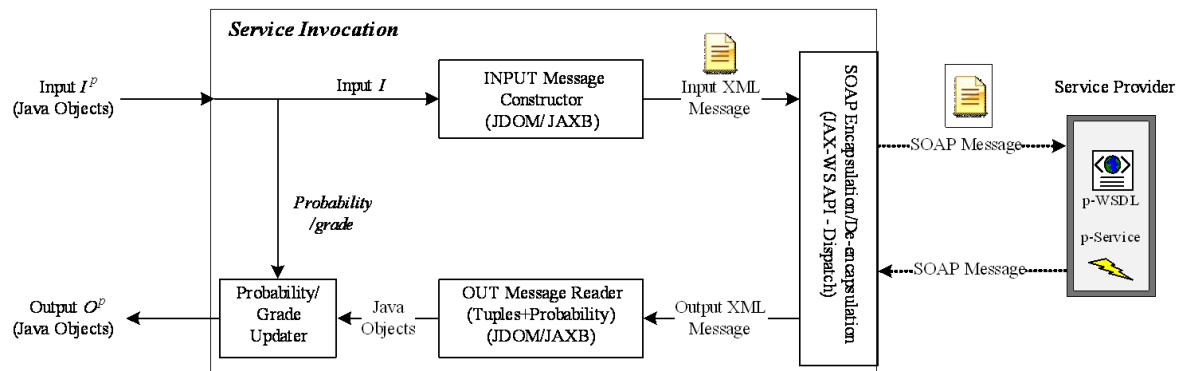 Service Invocation
Input I^p
(Java Objects)
Input I
INPUT Message
Constructor
(JDOM/JAXB)
Input XML
Message
SOAP Encapsulation/De-encapsulation
(JAX-WS API - Dispatch)
SOAP Message
Service Provider
p-WSDL
p-Service
SOAP Message
Probability
/grade
Output O^p
(Java Objects)
Probability/
Grade
Updater
Java
Objects
OUT Message Reader
(Tuples+Probability)
(JDOM/JAXB)
Output XML
Message